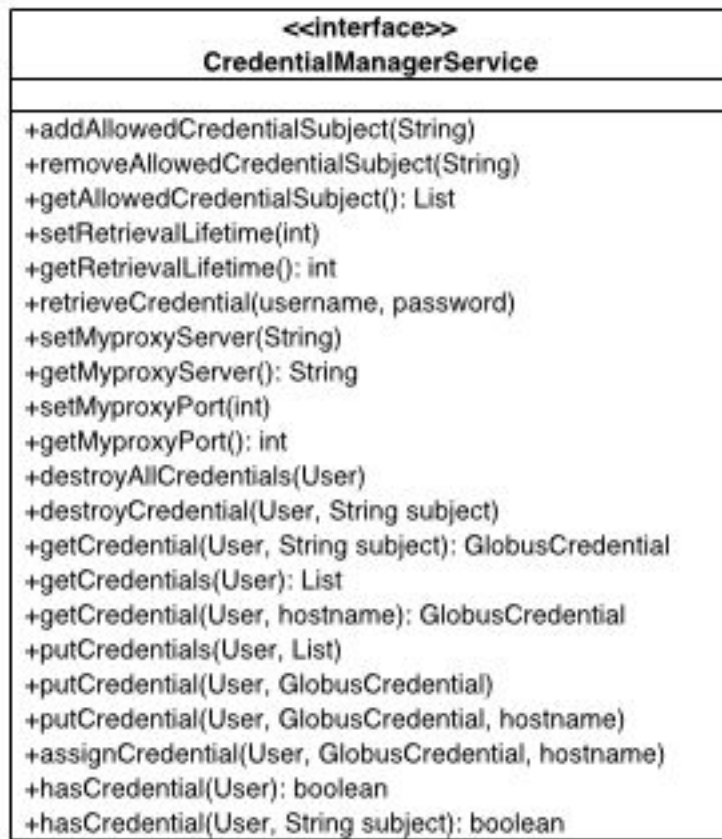 <<interface>>
CredentialManagerService
+addAllowedCredentialSubject(String)
+removeAllowedCredentialSubject(String)
+getAllowedCredentialSubject(): List
+setRetrievalLifetime(int)
+getRetrievalLifetime(): int
+retrieveCredential(username, password)
+setMyproxyServer(String)
+getMyproxyServer(): String
+setMyproxyPort(int)
+getMyproxyPort(): int
+destroyAllCredentials(User)
+destroyCredential(User, String subject)
+getCredential(User, String subject): GlobusCredential
+getCredentials(User): List
+getCredential(User, hostname): GlobusCredential
+putCredentials(User, List)
+putCredential(User, GlobusCredential)
+putCredential(User, GlobusCredential, hostname)
+assignCredential(User, GlobusCredential, hostname)
+hasCredential(User): boolean
+hasCredential(User, String subject): boolean